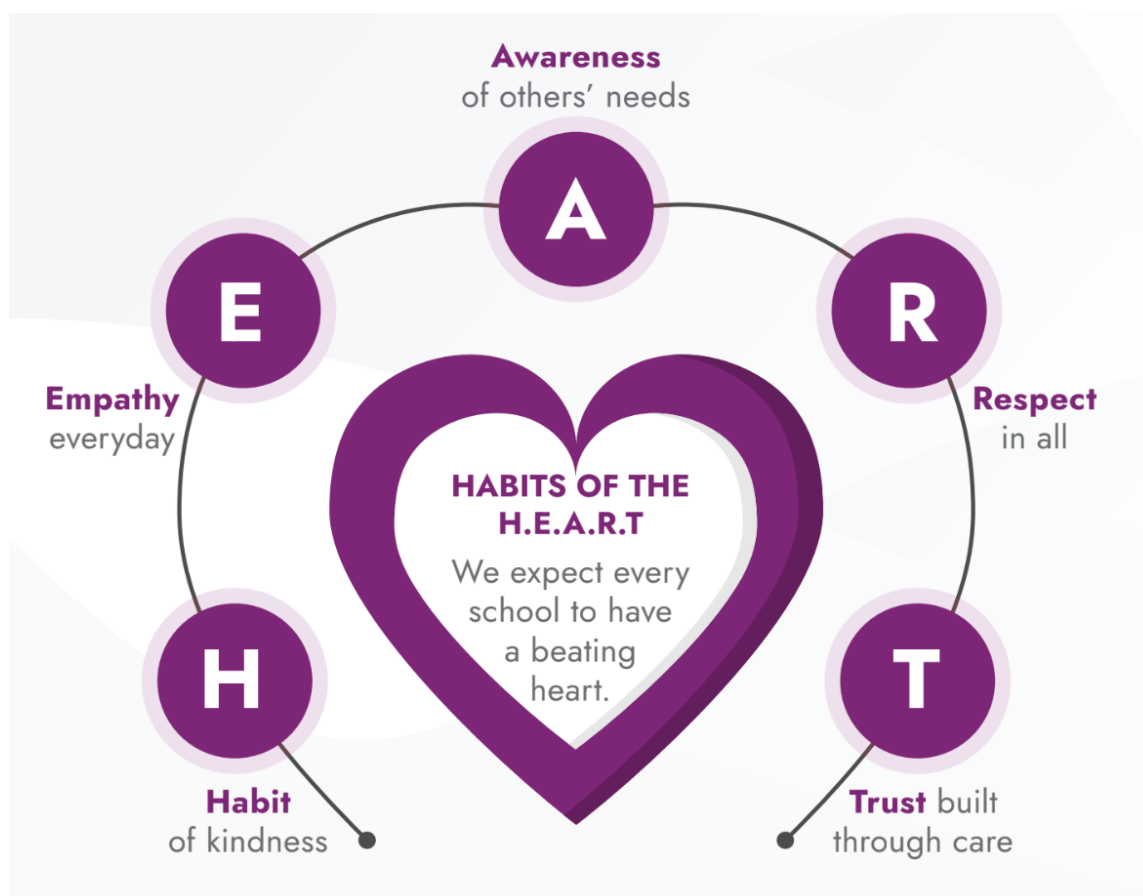 Awareness
of others' needs
A
E
R
Empathy
everyday
Respect
in all
HABITS OF THE
H.E.A.R.T
We expect every
school to have
a beating
heart.
H
T
Habit
of kindness
Trust built
through care